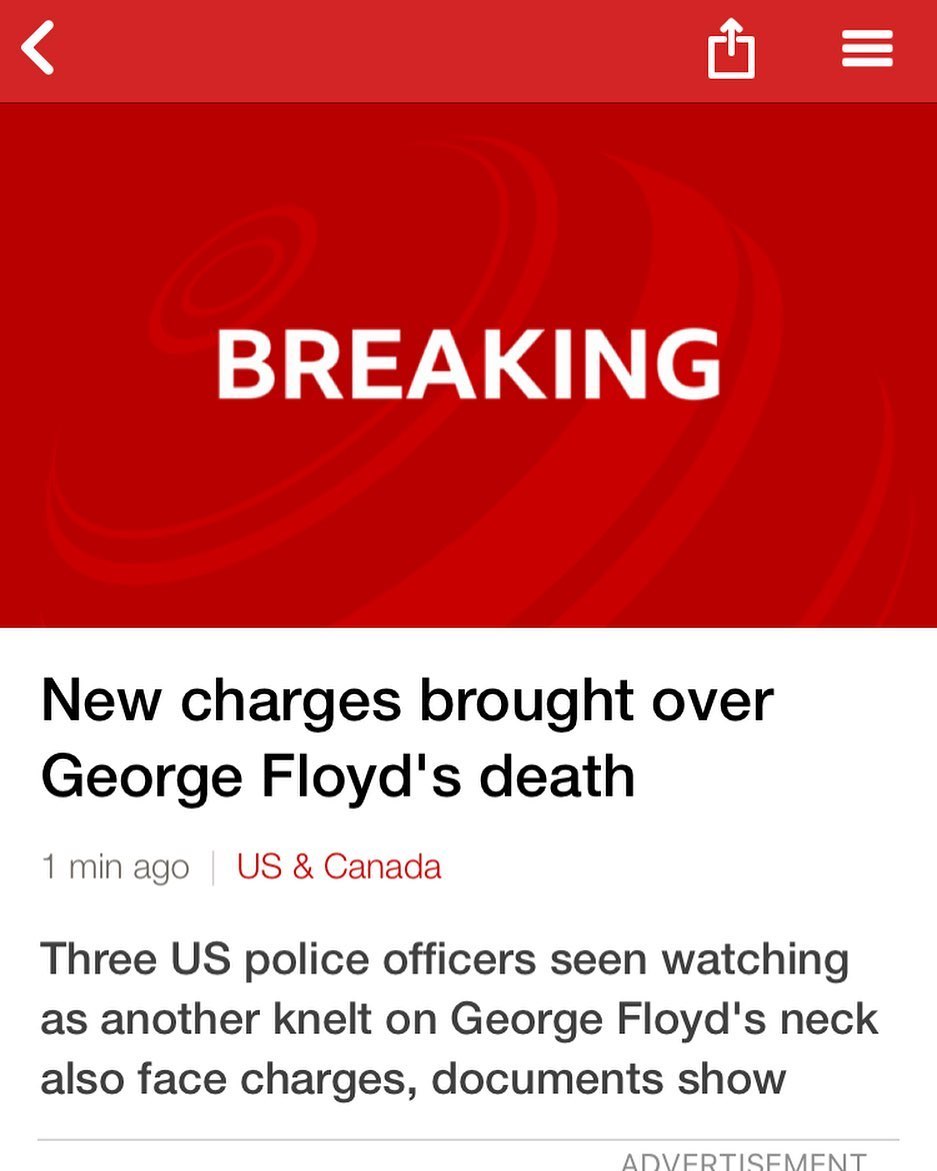 BREAKING
New charges brought over
George Floyd's death
1 min ago
US & Canada
Three US police officers seen watching
as another knelt on George Floyd's neck
also face charges, documents show
ADVERTISEMENT